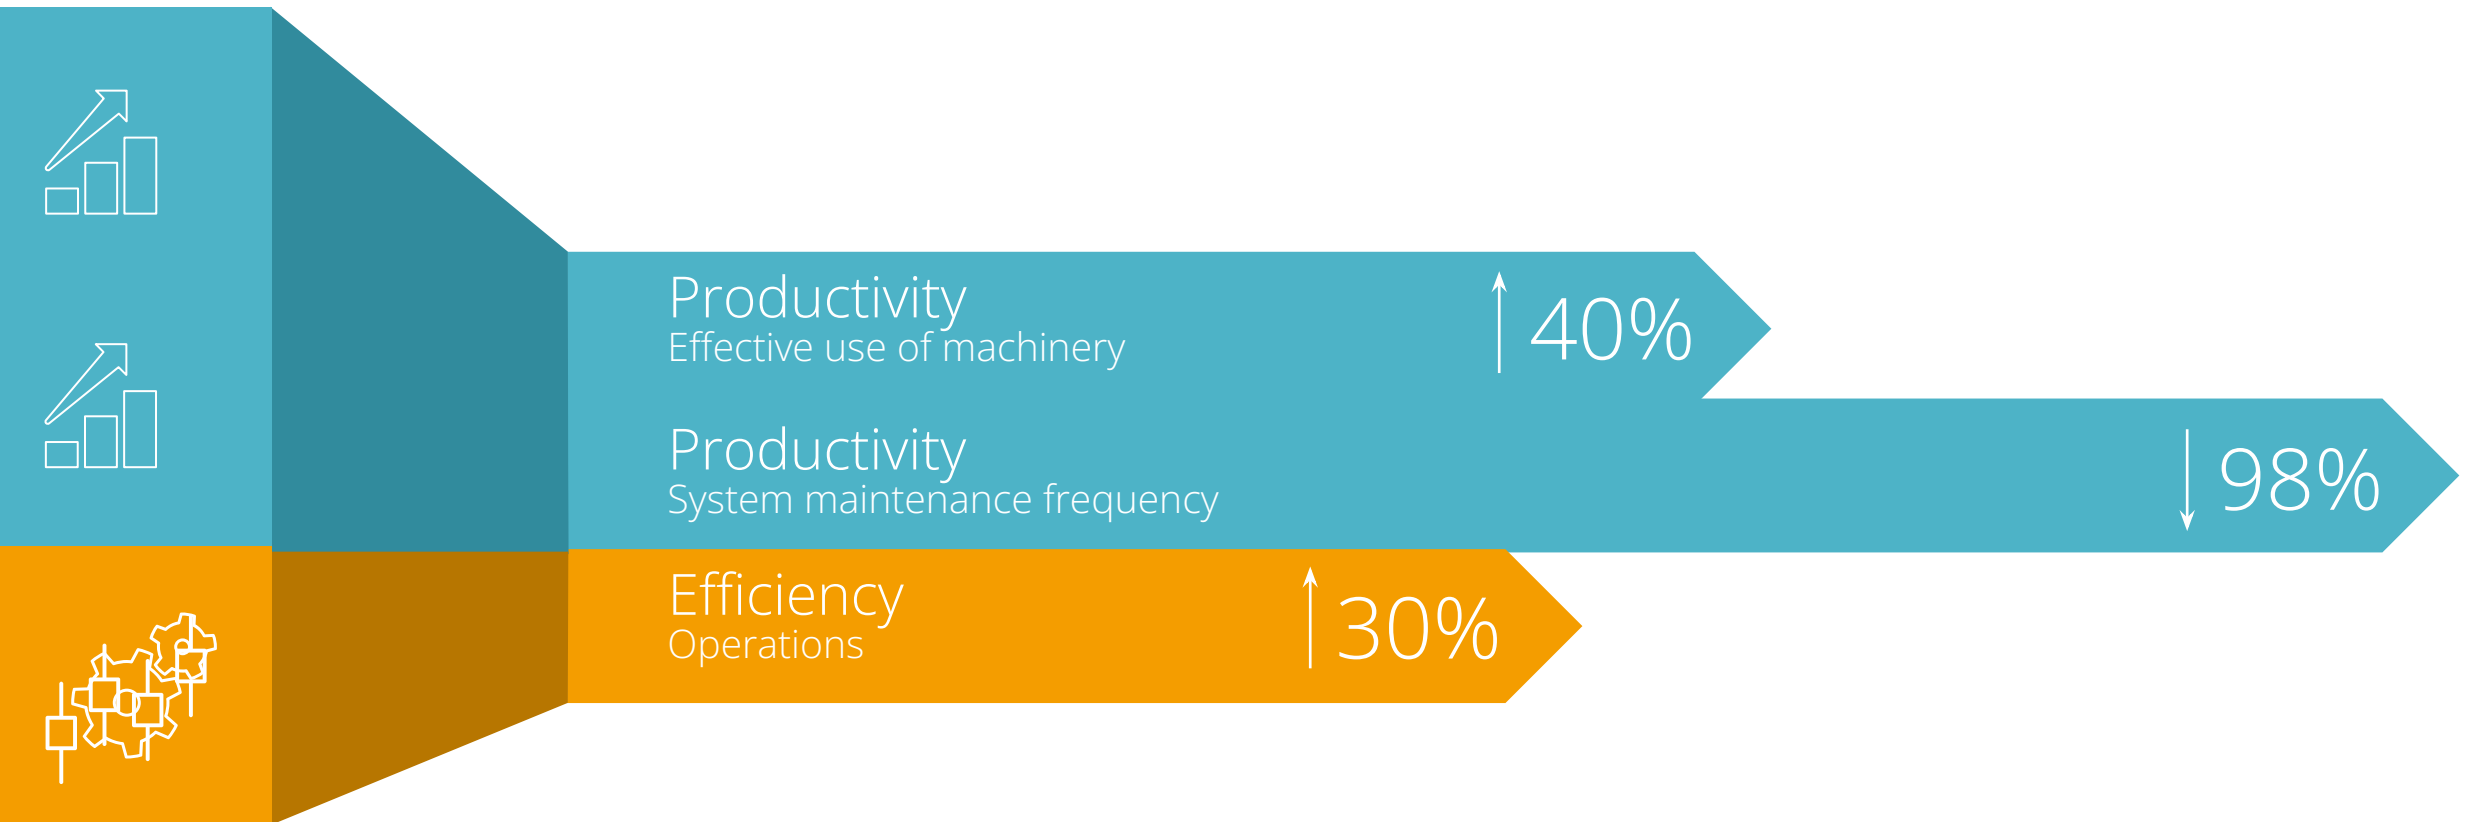 Productivity
Effective use of machinery
40%
Productivity
System maintenance frequency
98%
Efficiency
Operations
30%